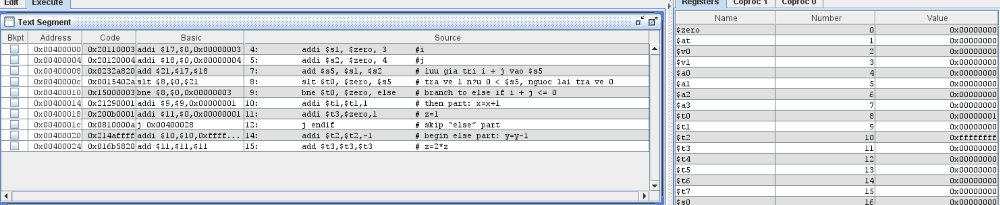 Edit Execute
Text Segment
Bkpt Address Code Basic Source
0x00400000 0x20110003 addi $17,$0,0x00000003 4: addi $s1, $zero, 3 #i
0x00400004 0x20120004 addi $18,$0,0x00000004 5: addi $s2, $zero, 4 #j
0x00400008 0x0232a820 add $21,$17,$18 7: add $s5, $s1, $s2 # luu gia tri i + j vao $s5
0x0040000c 0x0015402a slt $8,$0,$21 8: slt $t0, $zero, $s5 # tra ve 1 n?u 0 < $s5, nguoc lai tra ve 0
0x00400010 0x15000003 bne $8,$0,0x00000003 9: bne $t0, $zero, else # branch to else if i + j <= 0
0x00400014 0x21290001 addi $9,$9,0x00000001 10: addi $t1,$t1,1 # then part: x=x+1
0x00400018 0x200b0001 addi $11,$0,0x00000001 11: addi $t3,$zero,1 # z=1
0x0040001c 0x0810000a j 0x00400028 12: j endif # skip “else” part
0x00400020 0x214affff addi $10,$10,0xffff... 14: addi $t2,$t2,-1 # begin else part: y=y-1
0x00400024 0x016b5820 add $11,$11,$11 15: add $t3,$t3,$t3 # z=2*z
Registers Coproc 1 Coproc 0
Name Number Value
$zero 0 0x00000000
$at 1 0x00000000
$v0 2 0x00000000
$v1 3 0x00000000
$a0 4 0x00000000
$a1 5 0x00000000
$a2 6 0x00000000
$a3 7 0x00000000
$t0 8 0x00000001
$t1 9 0x00000000
$t2 10 0xffffffff
$t3 11 0x00000000
$t4 12 0x00000000
$t5 13 0x00000000
$t6 14 0x00000000
$t7 15 0x00000000
$s0 16 0x00000000